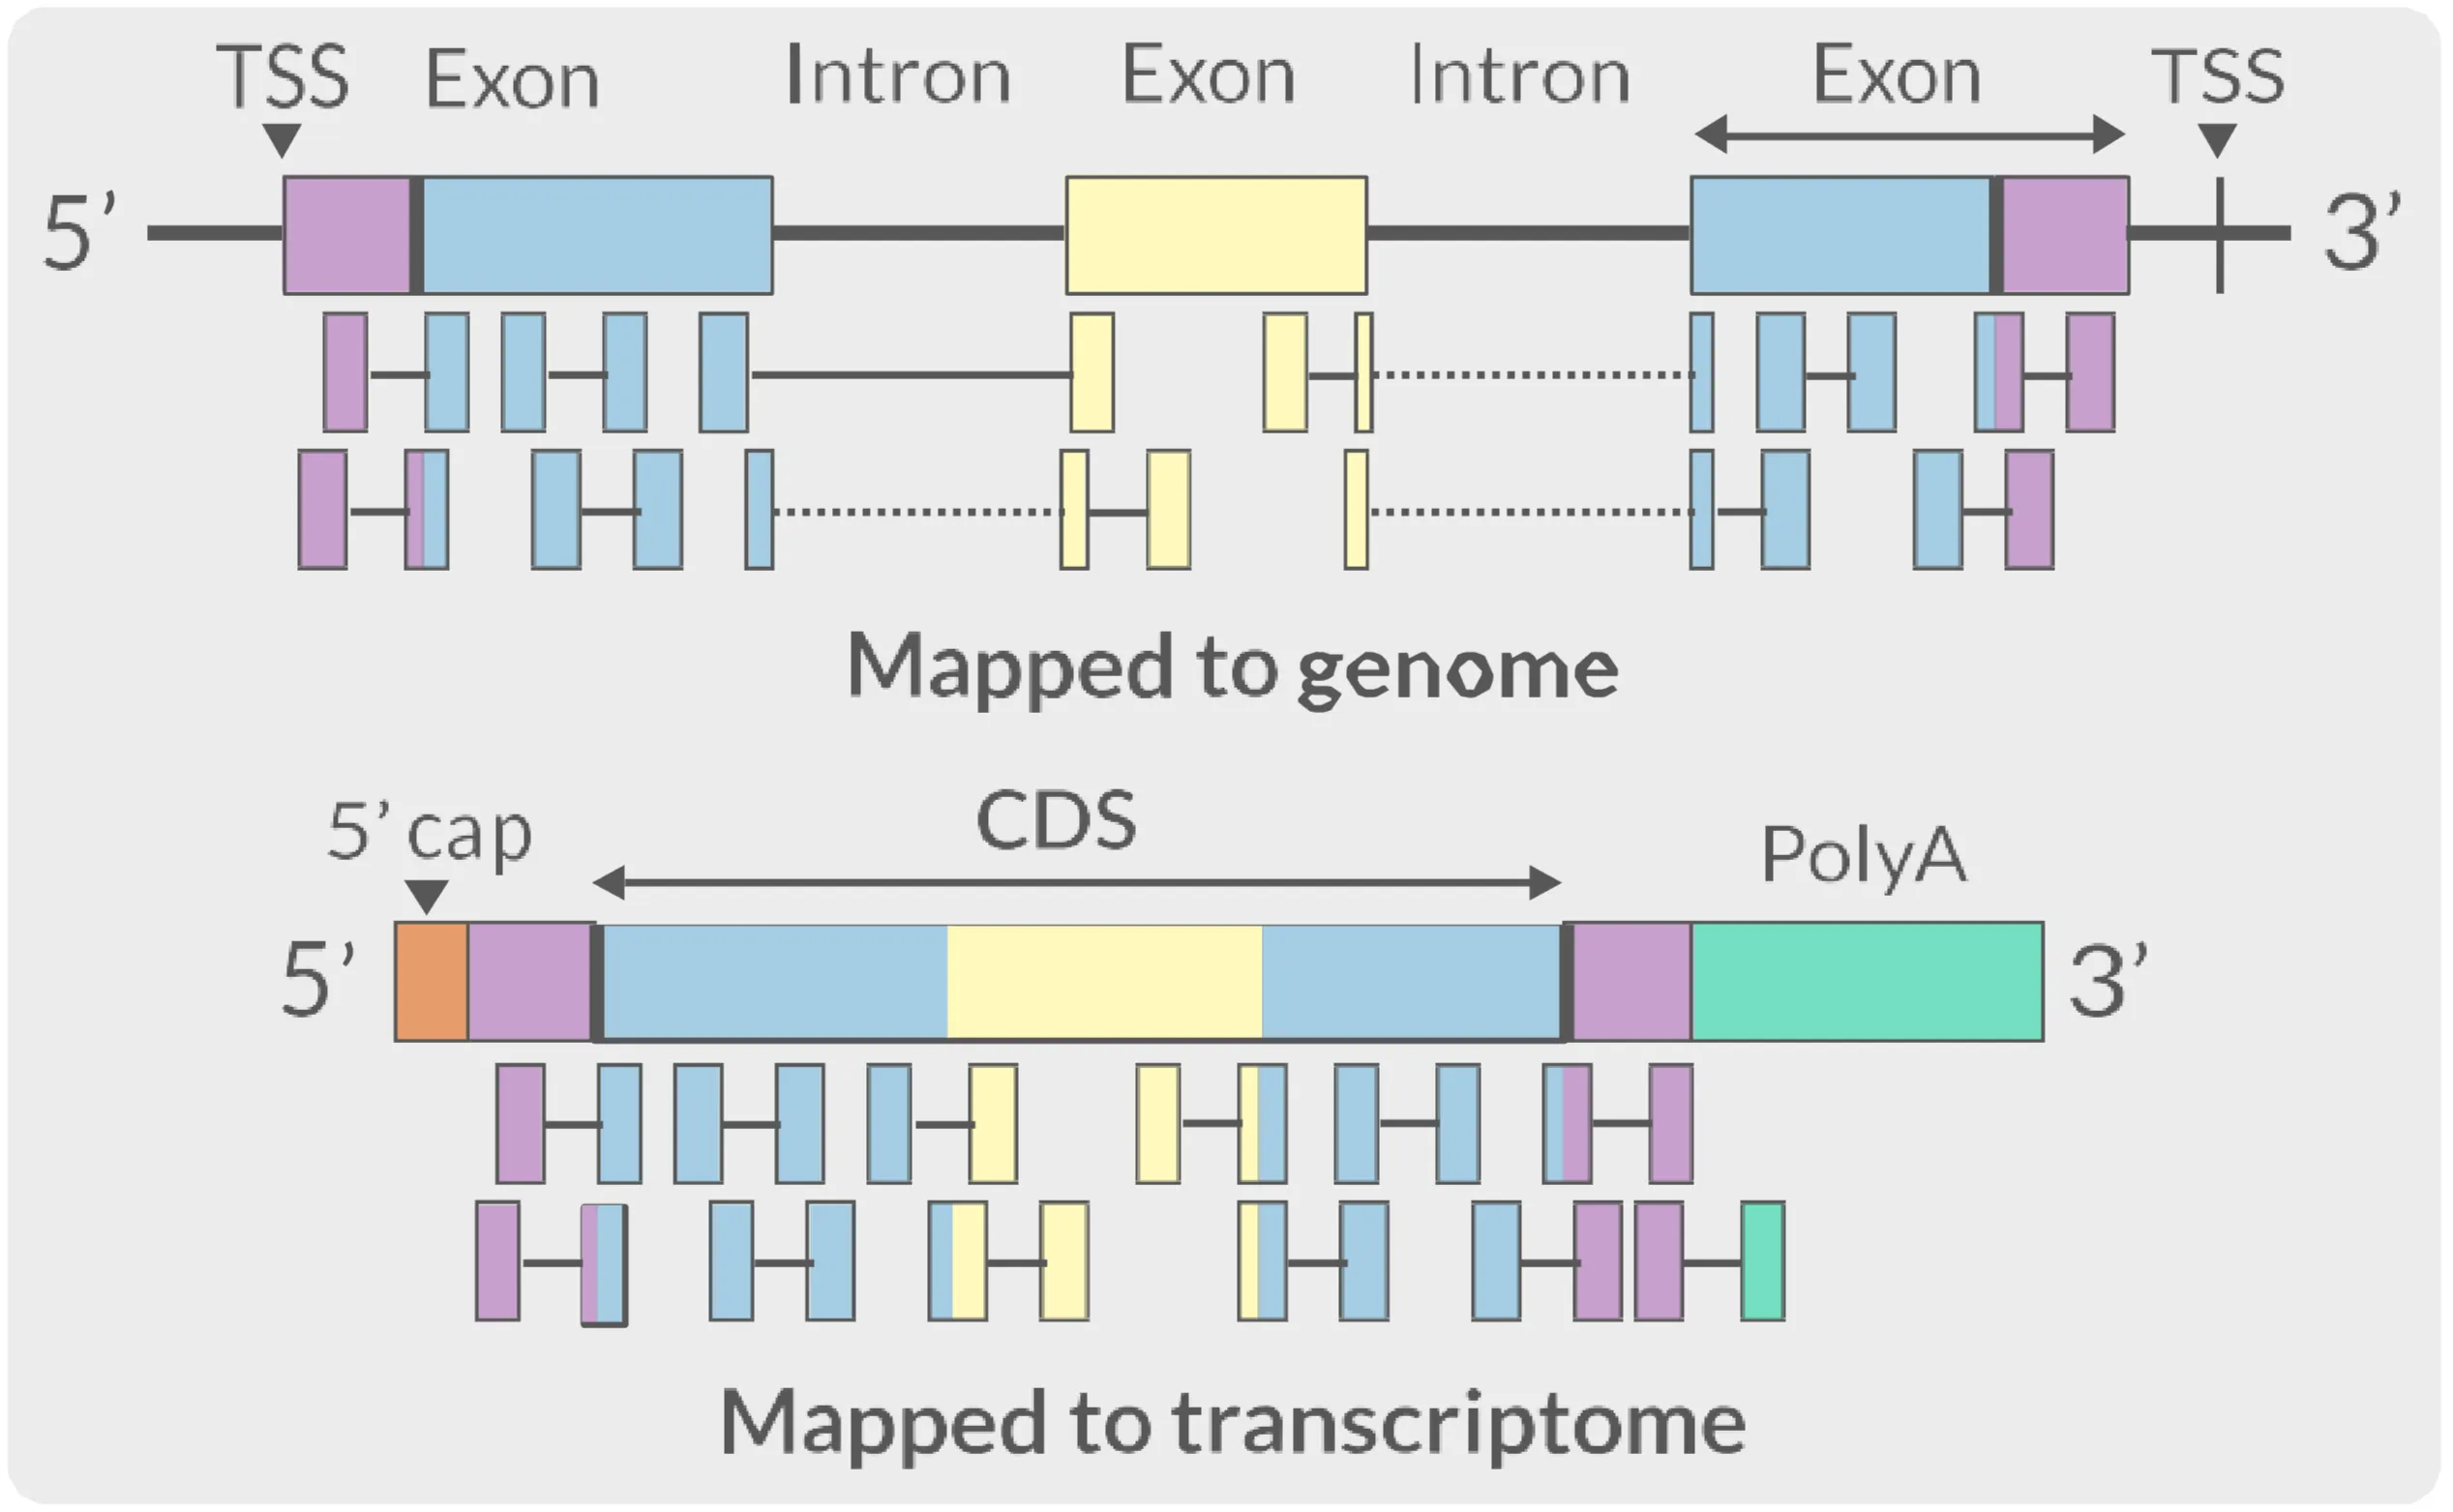 TSS Exon Intron Exon Intron Exon TSS
5’ 3’
Mapped to genome
5’ cap CDS PolyA
5’ 3’
Mapped to transcriptome